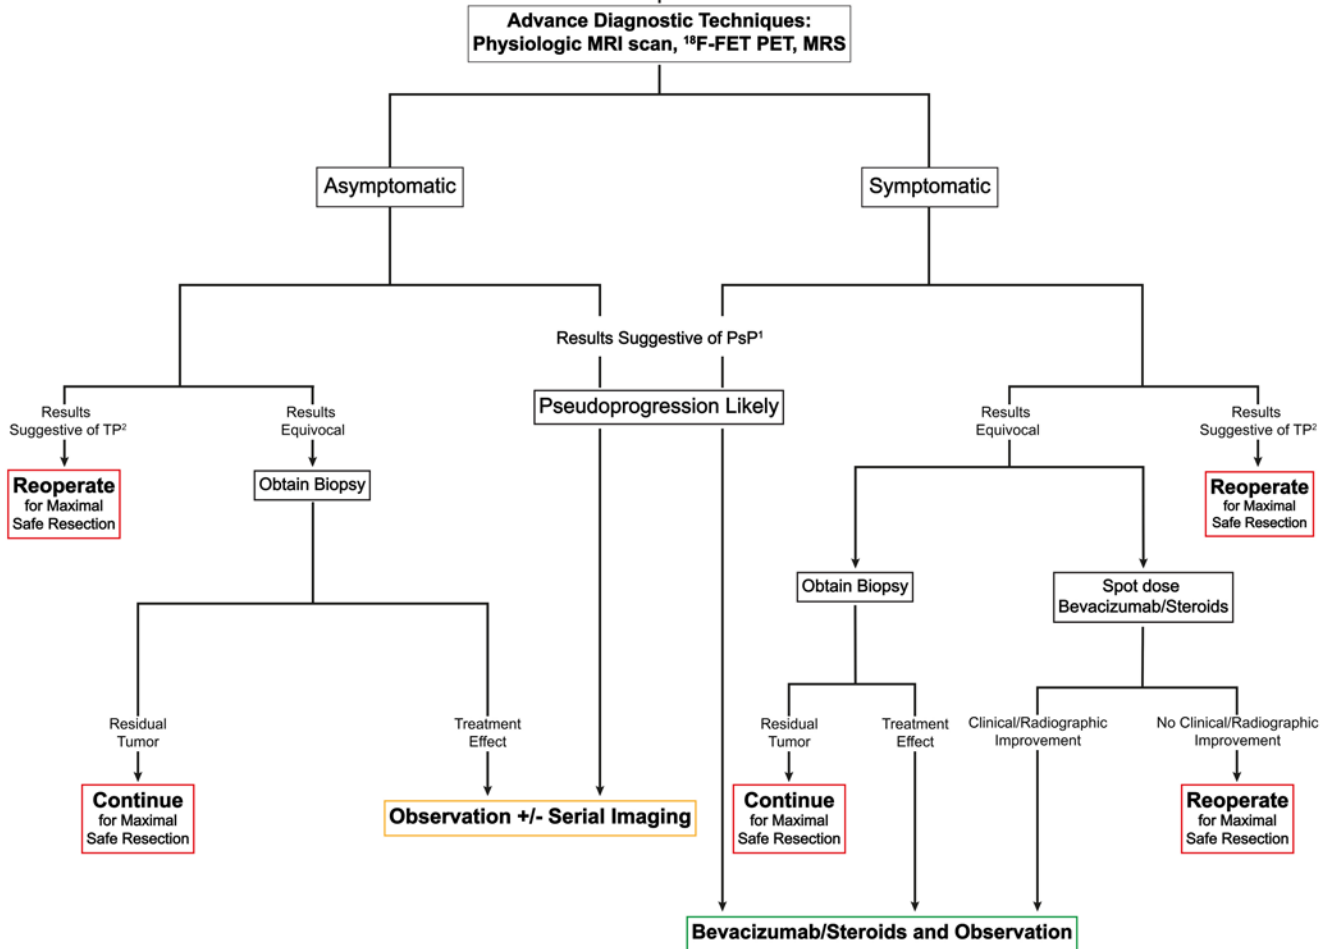 Advance Diagnostic Techniques:
Physiologic MRI scan, ¹⁸F-FET PET, MRS
Asymptomatic
Symptomatic
Results Suggestive of PsP¹
Pseudoprogression Likely
Results
Suggestive of TP²
Results
Equivocal
Results
Equivocal
Results
Suggestive of TP²
Reoperate
for Maximal
Safe Resection
Obtain Biopsy
Reoperate
for Maximal
Safe Resection
Obtain Biopsy
Spot dose
Bevacizumab/Steroids
Residual
Tumor
Treatment
Effect
Residual
Tumor
Treatment
Effect
Clinical/Radiographic
Improvement
No Clinical/Radiographic
Improvement
Continue
for Maximal
Safe Resection
Observation +/- Serial Imaging
Continue
for Maximal
Safe Resection
Reoperate
for Maximal
Safe Resection
Bevacizumab/Steroids and Observation